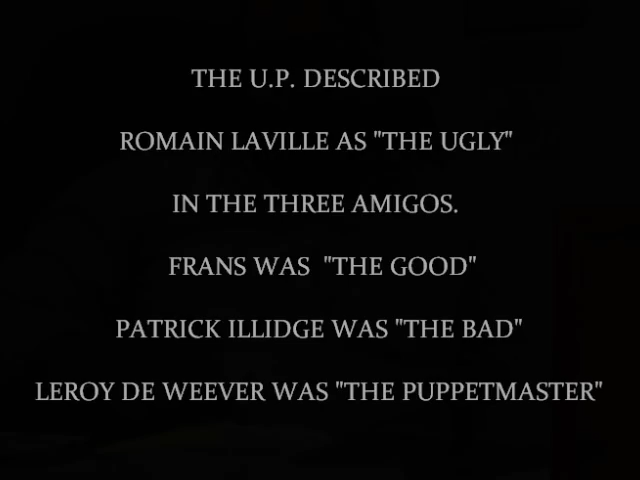 THE U.P. DESCRIBED
ROMAIN LAVILLE AS "THE UGLY"
IN THE THREE AMIGOS.
FRANS WAS  "THE GOOD"
PATRICK ILLIDGE WAS "THE BAD"
LEROY DE WEEVER WAS "THE PUPPETMASTER"